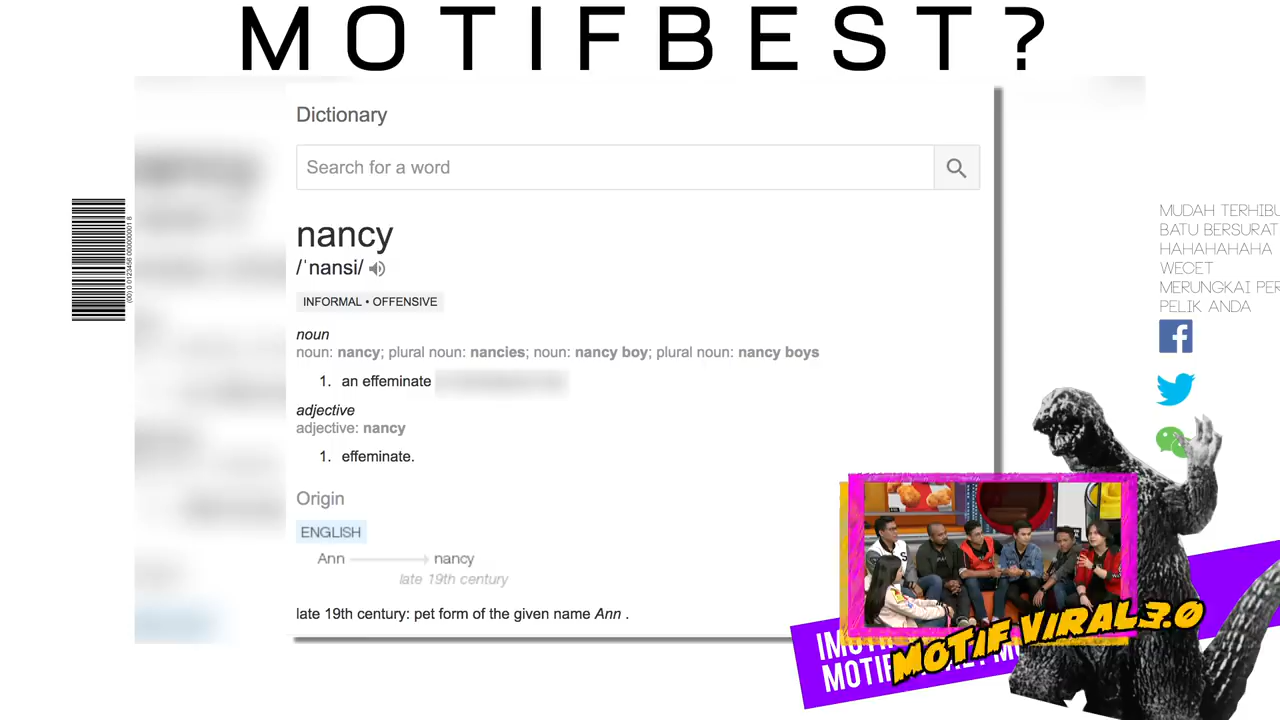 MOTIFBEST?
Dictionary
Search for a word
nancy
/ˈnansi/
INFORMAL • OFFENSIVE
noun
noun: nancy; plural noun: nancies; noun: nancy boy; plural noun: nancy boys
1. an effeminate
adjective
adjective: nancy
1. effeminate.
Origin
ENGLISH
Ann nancy
late 19th century
late 19th century: pet form of the given name Ann .
MUDAH TERHIBU
BATU BERSURAT
HAHAHAHAHA
WECET
MERUNGKAI PER
PELIK ANDA
MOTIF VIRAL 3.0